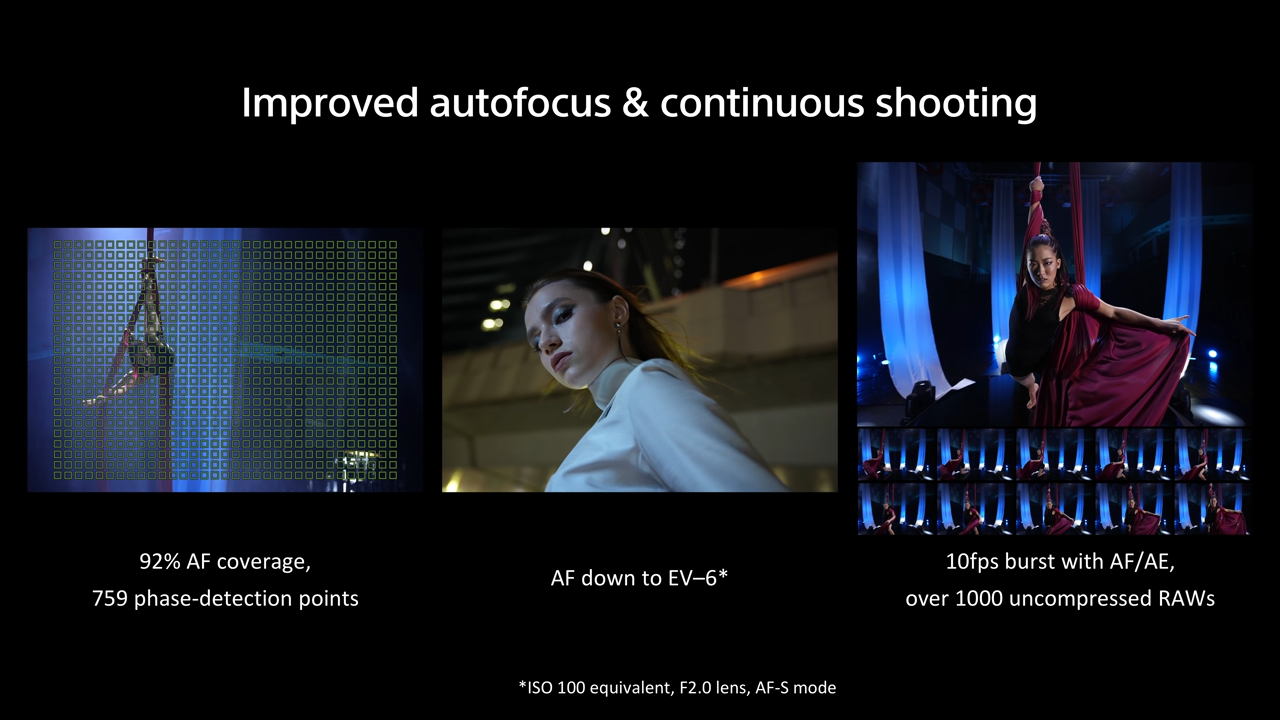 Improved autofocus & continuous shooting
92% AF coverage,
759 phase-detection points
AF down to EV–6*
10fps burst with AF/AE,
over 1000 uncompressed RAWs
*ISO 100 equivalent, F2.0 lens, AF-S mode